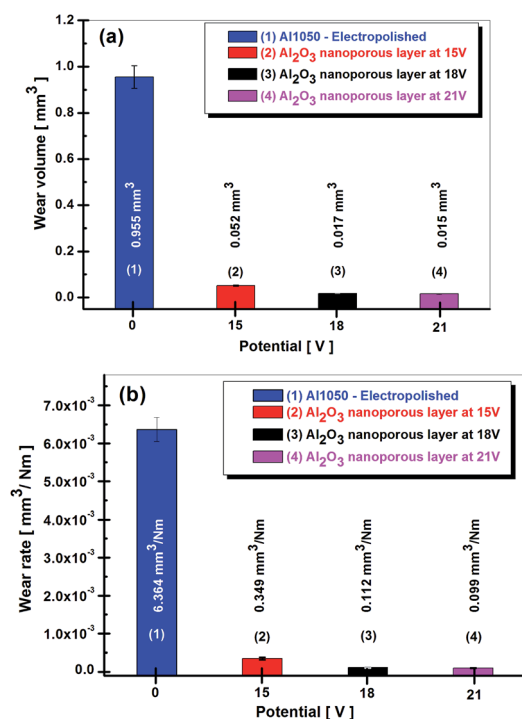 (a)
(1) Al1050 - Electropolished
(2) Al₂O₃ nanoporous layer at 15V
(3) Al₂O₃ nanoporous layer at 18V
(4) Al₂O₃ nanoporous layer at 21V
Wear volume [ mm³ ]
1.2
1.0
0.8
0.6
0.4
0.2
0.0
0.955 mm³
(1)
0.052 mm³
(2)
0.017 mm³
(3)
0.015 mm³
(4)
0
15
18
21
Potential [ V ]
(b)
(1) Al1050 - Electropolished
(2) Al₂O₃ nanoporous layer at 15V
(3) Al₂O₃ nanoporous layer at 18V
(4) Al₂O₃ nanoporous layer at 21V
Wear rate [ mm³/ Nm ]
7.0x10⁻³
6.0x10⁻³
5.0x10⁻³
4.0x10⁻³
3.0x10⁻³
2.0x10⁻³
1.0x10⁻³
0.0
6.364 mm³/Nm
(1)
0.349 mm³/Nm
(2)
0.112 mm³/Nm
(3)
0.099 mm³/Nm
(4)
0
15
18
21
Potential [ V ]